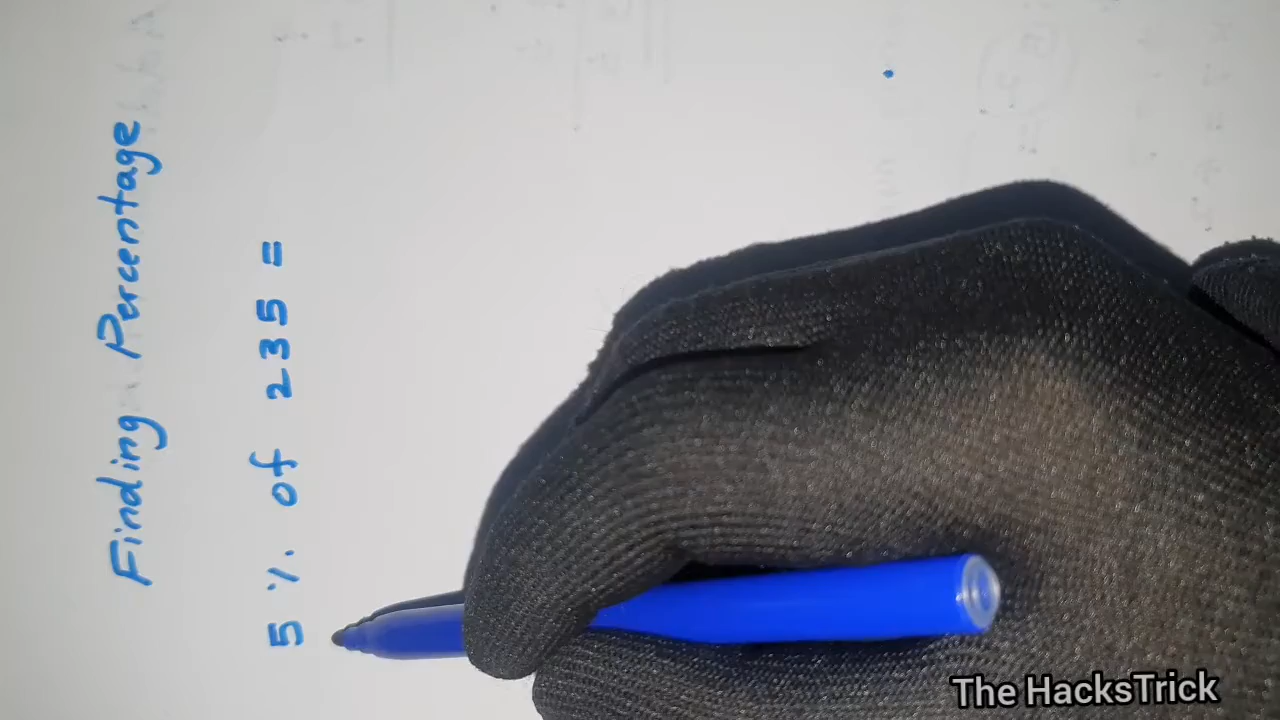 Finding Percentage
5 % of 235 =
The HacksTrick